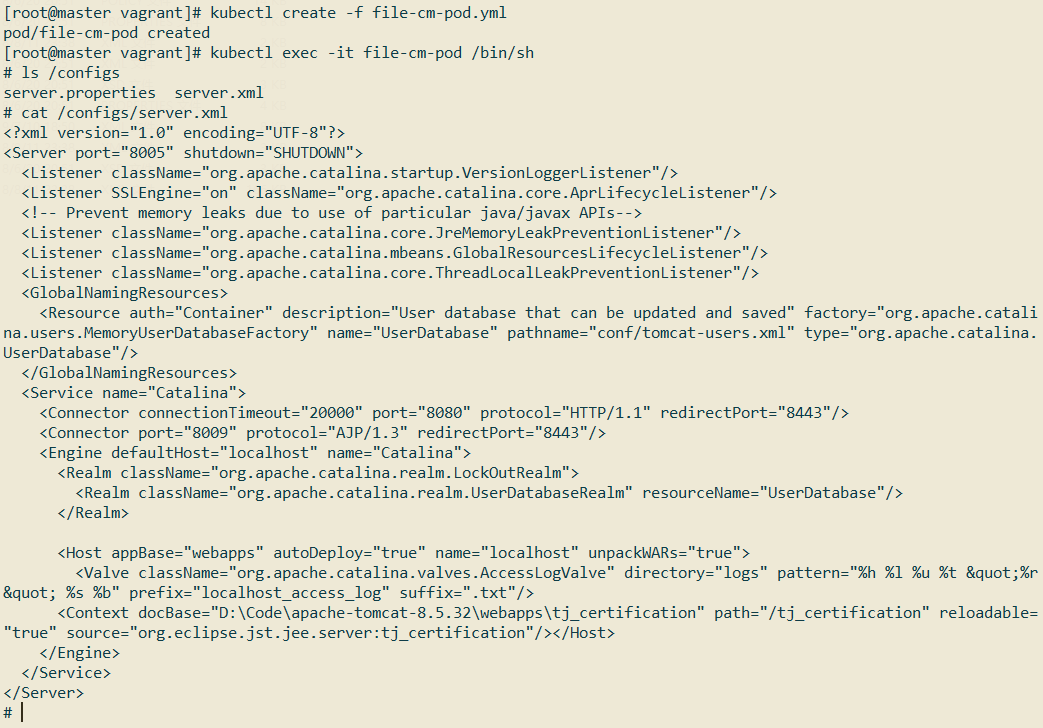 [root@master vagrant]# kubectl create -f file-cm-pod.yml
pod/file-cm-pod created
[root@master vagrant]# kubectl exec -it file-cm-pod /bin/sh
# ls /configs
server.properties  server.xml
# cat /configs/server.xml
<?xml version="1.0" encoding="UTF-8"?>
<Server port="8005" shutdown="SHUTDOWN">
  <Listener className="org.apache.catalina.startup.VersionLoggerListener"/>
  <Listener SSLEngine="on" className="org.apache.catalina.core.AprLifecycleListener"/>
  <!-- Prevent memory leaks due to use of particular java/javax APIs-->
  <Listener className="org.apache.catalina.core.JreMemoryLeakPreventionListener"/>
  <Listener className="org.apache.catalina.mbeans.GlobalResourcesLifecycleListener"/>
  <Listener className="org.apache.catalina.core.ThreadLocalLeakPreventionListener"/>
  <GlobalNamingResources>
    <Resource auth="Container" description="User database that can be updated and saved" factory="org.apache.catali
na.users.MemoryUserDatabaseFactory" name="UserDatabase" pathname="conf/tomcat-users.xml" type="org.apache.catalina.
UserDatabase"/>
  </GlobalNamingResources>
  <Service name="Catalina">
    <Connector connectionTimeout="20000" port="8080" protocol="HTTP/1.1" redirectPort="8443"/>
    <Connector port="8009" protocol="AJP/1.3" redirectPort="8443"/>
    <Engine defaultHost="localhost" name="Catalina">
      <Realm className="org.apache.catalina.realm.LockOutRealm">
        <Realm className="org.apache.catalina.realm.UserDatabaseRealm" resourceName="UserDatabase"/>
      </Realm>
      <Host appBase="webapps" autoDeploy="true" name="localhost" unpackWARs="true">
        <Valve className="org.apache.catalina.valves.AccessLogValve" directory="logs" pattern="%h %l %u %t &quot;%r
&quot; %s %b" prefix="localhost_access_log" suffix=".txt"/>
      <Context docBase="D:\Code\apache-tomcat-8.5.32\webapps\tj_certification" path="/tj_certification" reloadable=
"true" source="org.eclipse.jst.jee.server:tj_certification"/></Host>
    </Engine>
  </Service>
</Server>
#